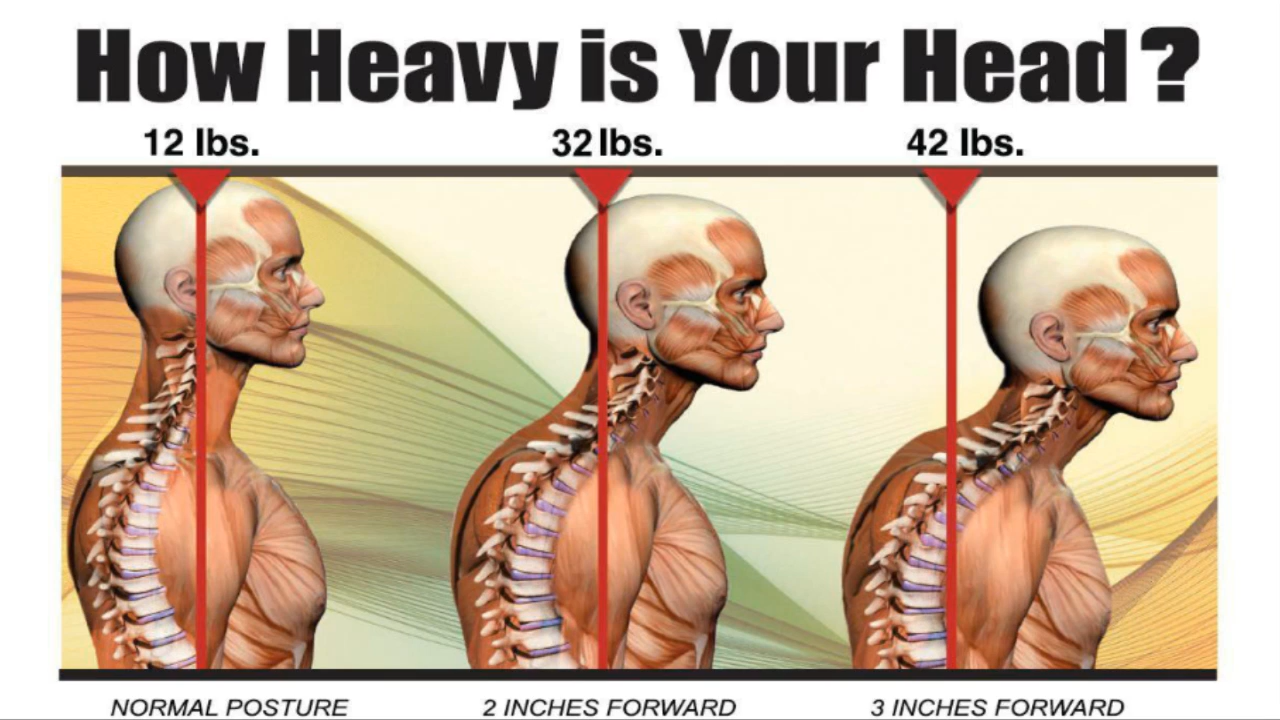 How Heavy is Your Head?
12 lbs. 32 lbs. 42 lbs.
NORMAL POSTURE 2 INCHES FORWARD 3 INCHES FORWARD